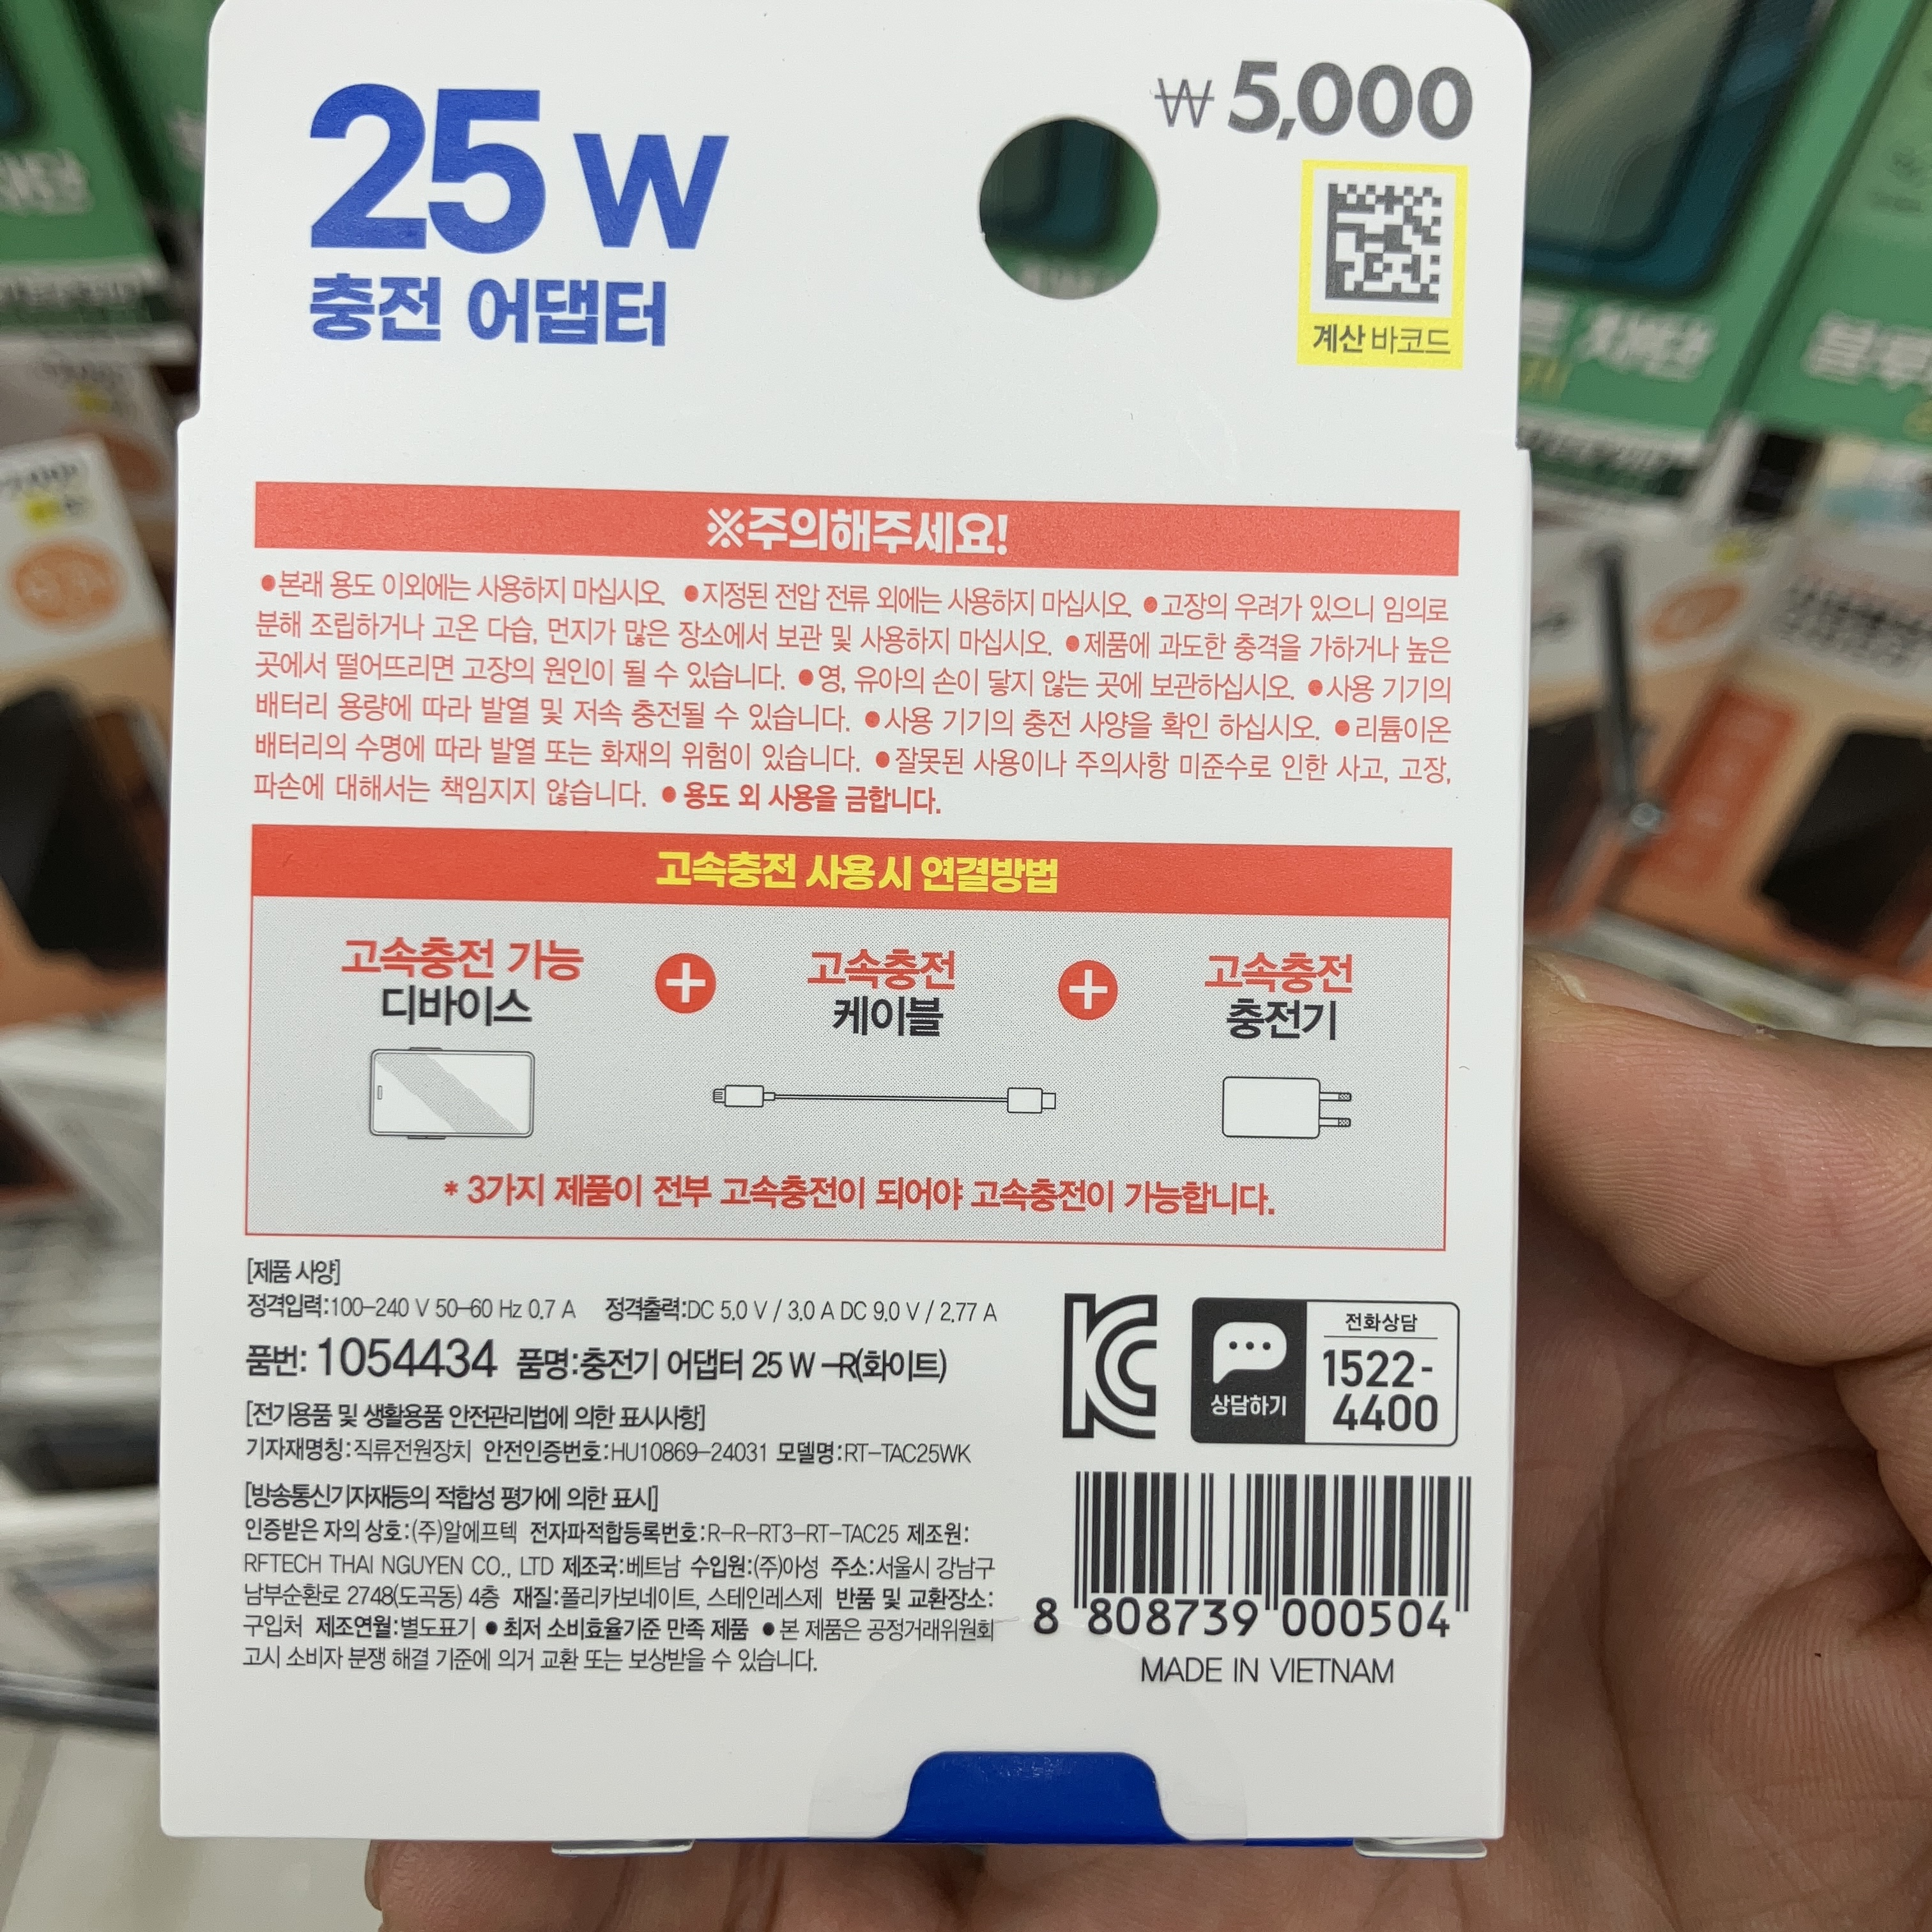 25 W
충전 어댑터
₩5,000
계산 바코드
※주의해주세요!
●본래 용도 이외에는 사용하지 마십시오. ●지정된 전압 전류 외에는 사용하지 마십시오. ●고장의 우려가 있으니 임의로
분해 조립하거나 고온 다습, 먼지가 많은 장소에서 보관 및 사용하지 마십시오. ●제품에 과도한 충격을 가하거나 높은
곳에서 떨어뜨리면 고장의 원인이 될 수 있습니다. ●영, 유아의 손이 닿지 않는 곳에 보관하십시오. ●사용 기기의
배터리 용량에 따라 발열 및 저속 충전될 수 있습니다. ●사용 기기의 충전 사양을 확인 하십시오. ●리튬이온
배터리의 수명에 따라 발열 또는 화재의 위험이 있습니다. ●잘못된 사용이나 주의사항 미준수로 인한 사고, 고장,
파손에 대해서는 책임지지 않습니다. ●용도 외 사용을 금합니다.
고속충전 사용시 연결방법
고속충전 가능
디바이스
+
고속충전
케이블
+
고속충전
충전기
* 3가지 제품이 전부 고속충전이 되어야 고속충전이 가능합니다.
[제품 사양]
정격입력:100-240 V 50-60 Hz 0.7 A 정격출력:DC 5.0 V / 3.0 A DC 9.0 V / 2.77 A
품번: 1054434 품명:충전기 어댑터 25 W-R(화이트)
[전기용품 및 생활용품 안전관리법에 의한 표시사항]
기자재명칭:직류전원장치 안전인증번호:HU10869-24031 모델명:RT-TAC25WK
[방송통신기자재등의 적합성 평가에 의한 표시]
인증받은 자의 상호:(주)알에프텍 전자파적합등록번호:R-R-RT3-RT-TAC25 제조원:
RFTECH THAI NGUYEN CO., LTD 제조국:베트남 수입원:(주)아성 주소:서울시 강남구
남부순환로 2748(도곡동) 4층 재질:폴리카보네이트, 스테인레스제 반품 및 교환장소:
구입처 제조연월:별도표기 ●최저 소비효율기준 만족 제품 ●본 제품은 공정거래위원회
고시 소비자 분쟁 해결 기준에 의거 교환 또는 보상받을 수 있습니다.
상담하기
전화상담
1522-
4400
8 808739 000504
MADE IN VIETNAM
차단